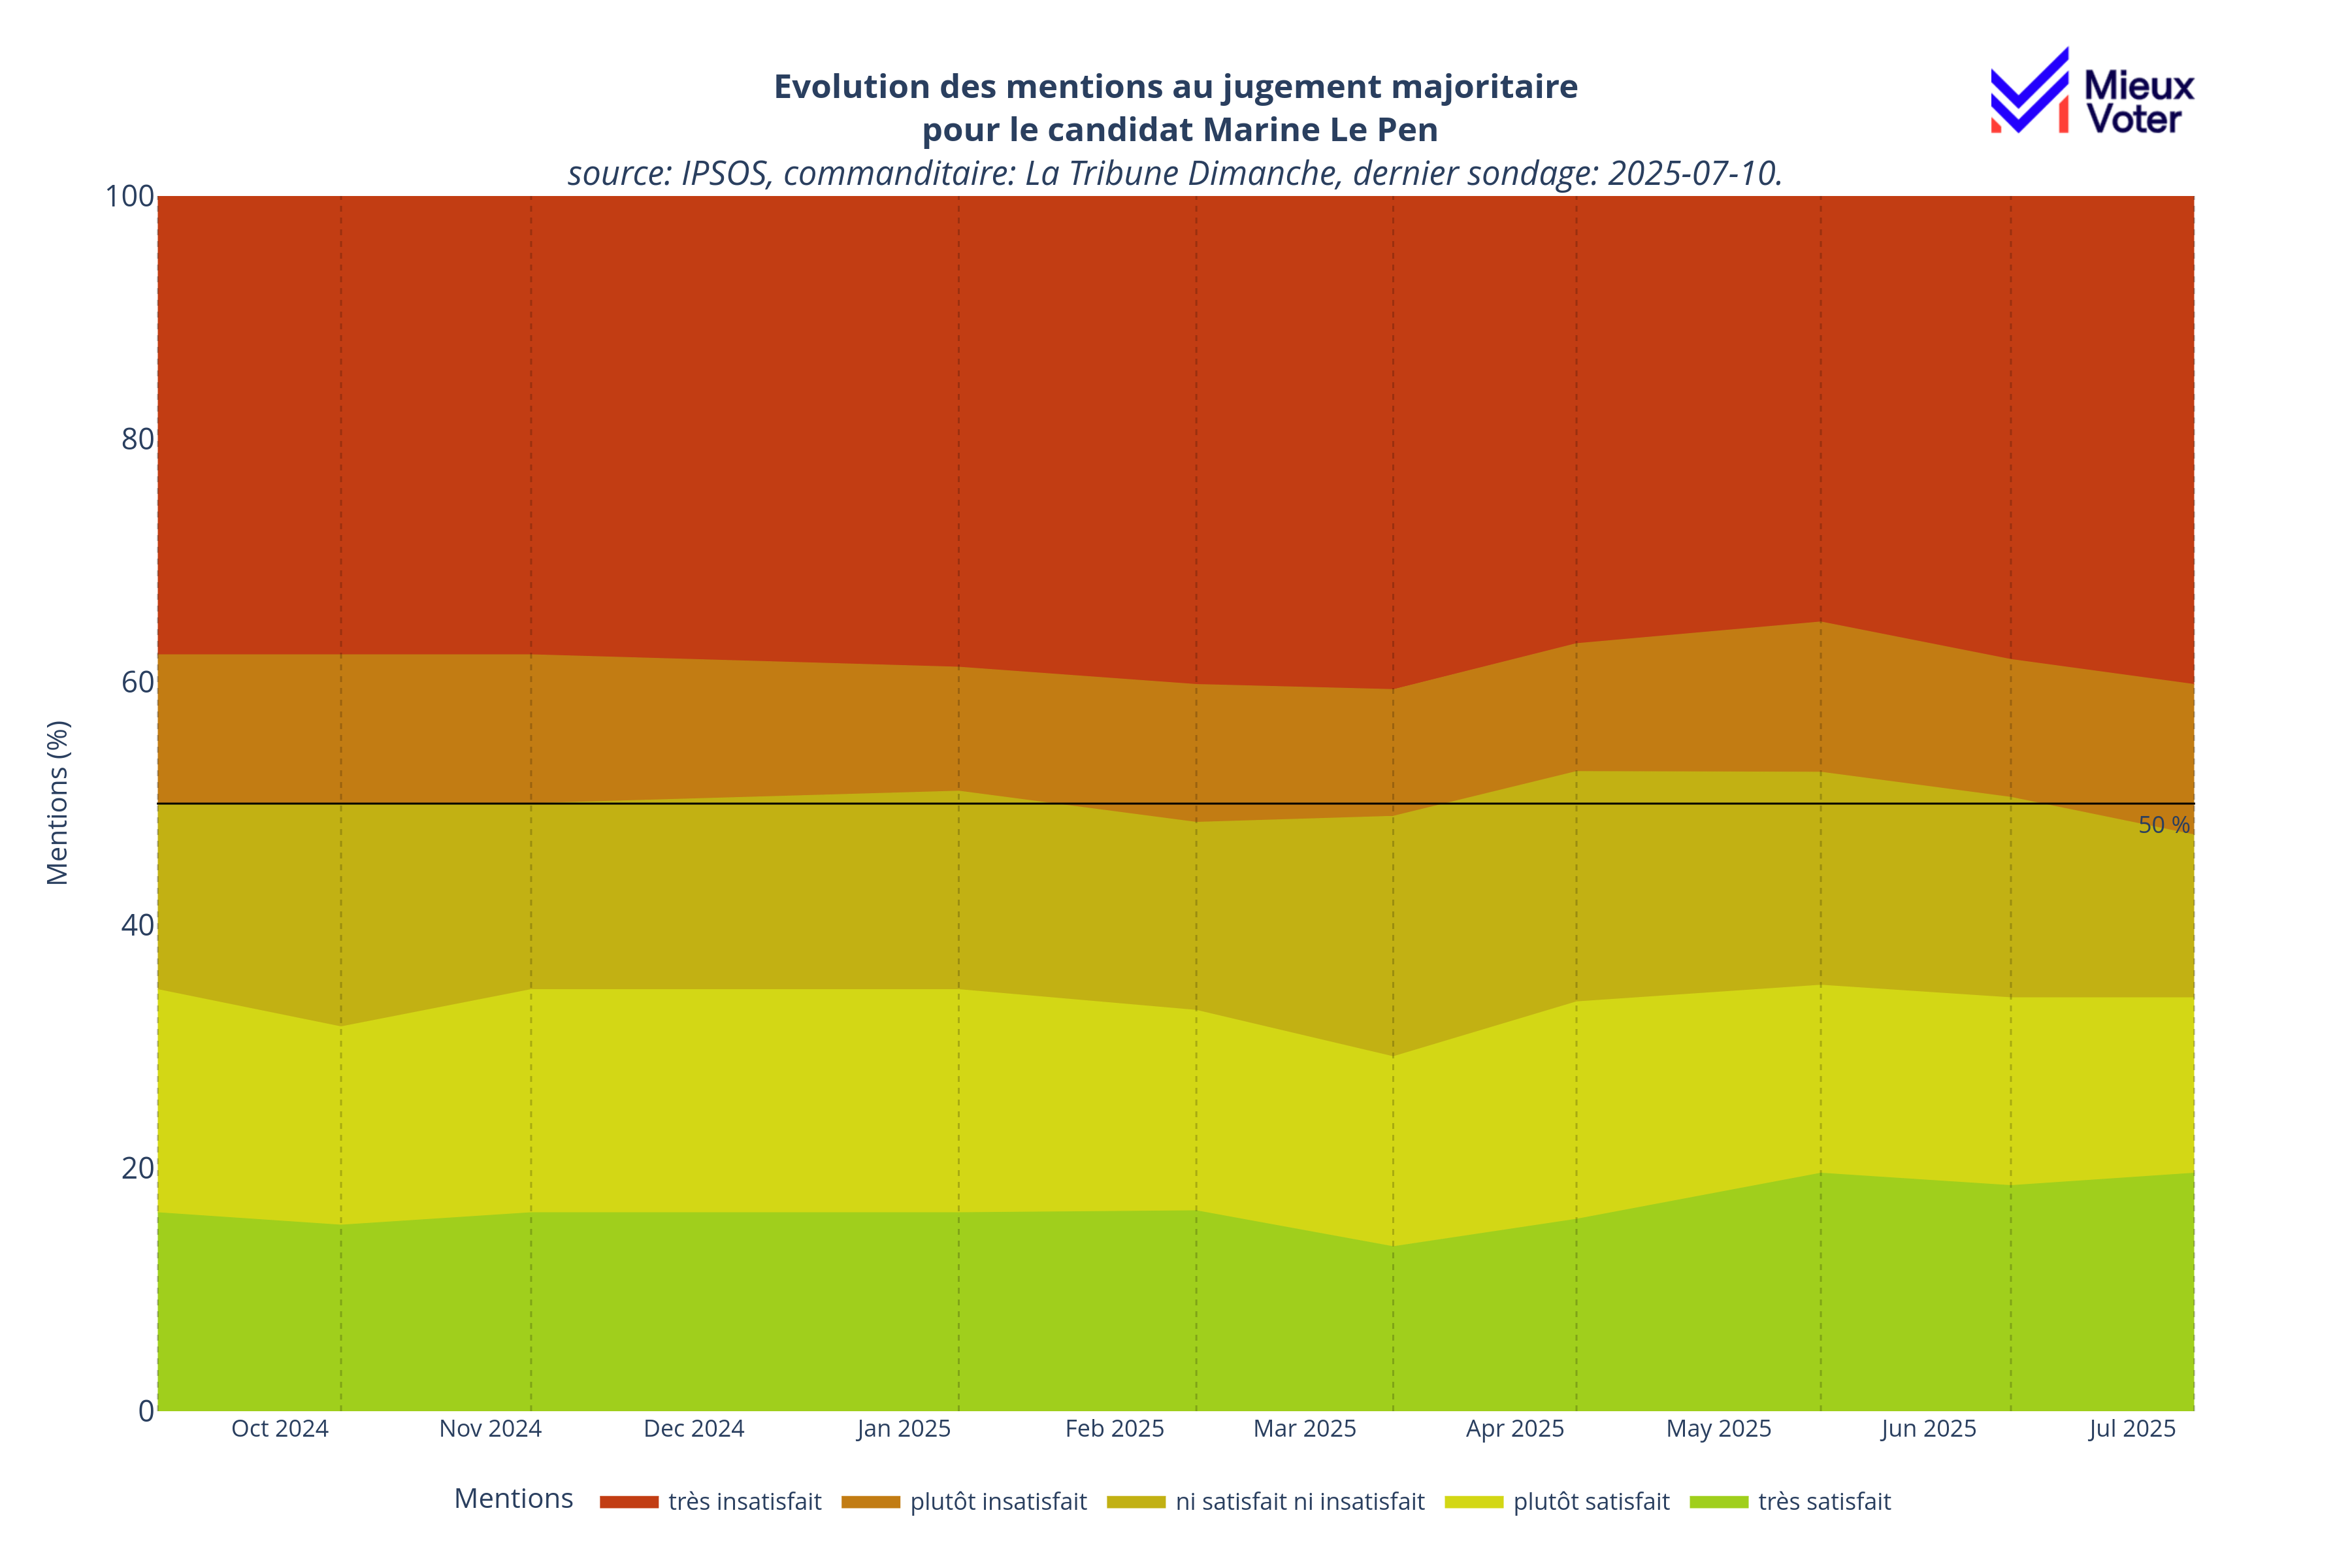 Evolution des mentions au jugement majoritaire
pour le candidat Marine Le Pen
source: IPSOS, commanditaire: La Tribune Dimanche, dernier sondage: 2025-07-10.
Mieux
Voter
100
80
60
40
20
0
Mentions (%)
50 %
Oct 2024
Nov 2024
Dec 2024
Jan 2025
Feb 2025
Mar 2025
Apr 2025
May 2025
Jun 2025
Jul 2025
Mentions
très insatisfait
plutôt insatisfait
ni satisfait ni insatisfait
plutôt satisfait
très satisfait